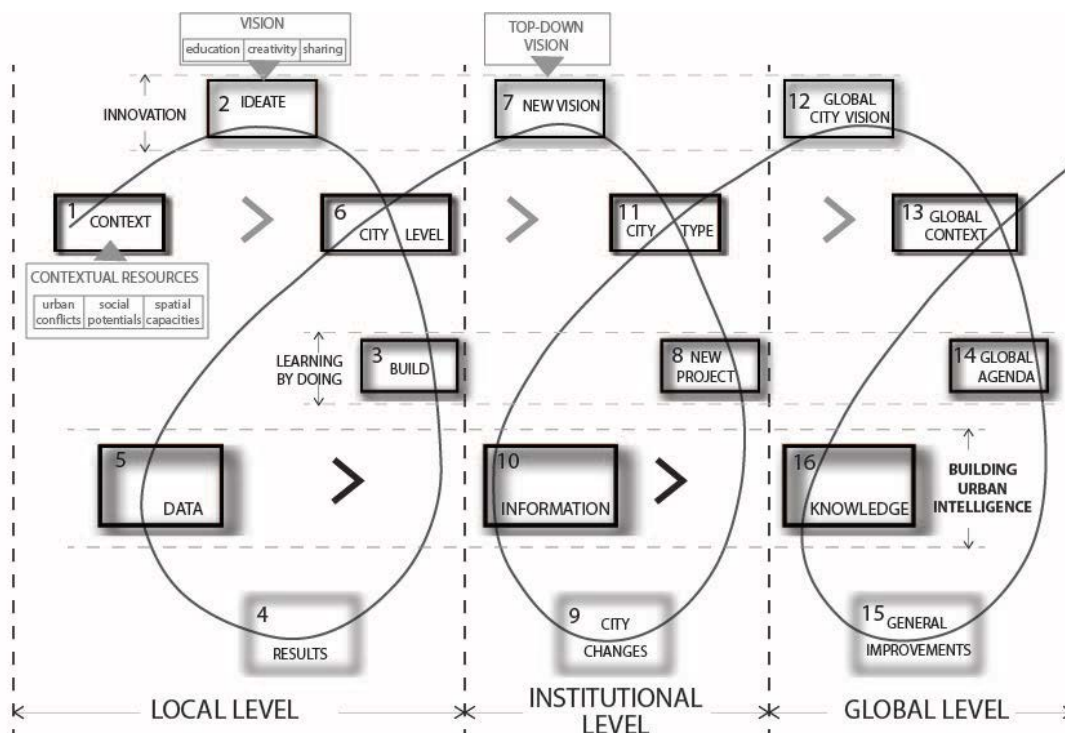 VISION
education creativity sharing
TOP-DOWN
VISION
INNOVATION
2 IDEATE
7 NEW VISION
12 GLOBAL
CITY VISION
1 CONTEXT
6
CITY LEVEL
11
CITY TYPE
13 GLOBAL
CONTEXT
CONTEXTUAL RESOURCES
urban
conflicts
social
potentials
spatial
capacities
LEARNING
BY DOING
3 BUILD
8 NEW
PROJECT
14 GLOBAL
AGENDA
5
DATA
10
INFORMATION
16
KNOWLEDGE
BUILDING
URBAN
INTELLIGENCE
4
RESULTS
9 CITY
CHANGES
15 GENERAL
IMPROVEMENTS
LOCAL LEVEL
INSTITUTIONAL
LEVEL
GLOBAL LEVEL